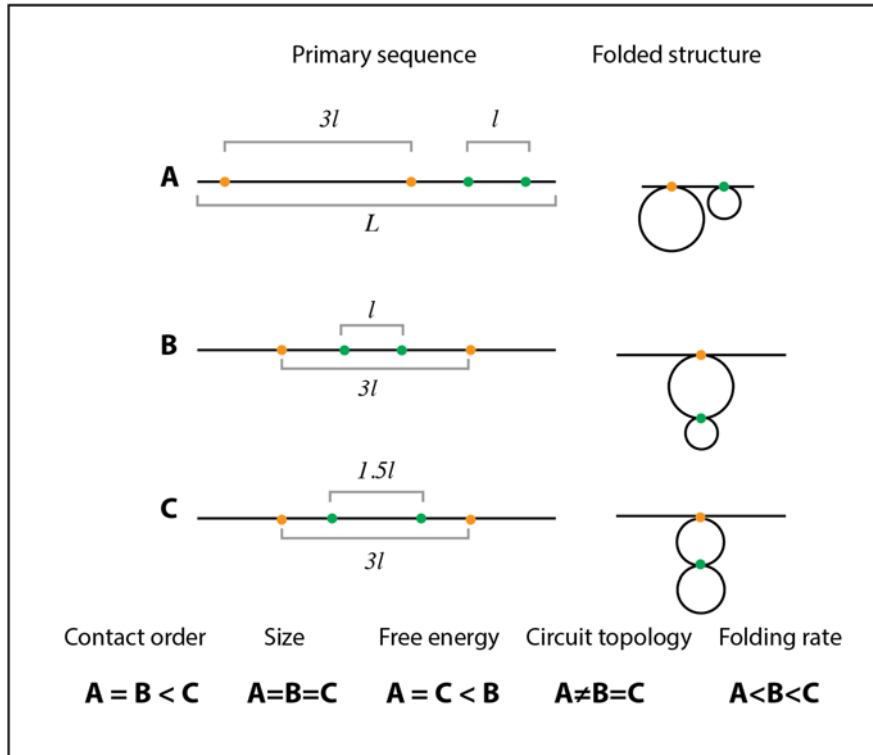 Primary sequence Folded structure
3l l
A
L
l
B
3l
1.5l
C
3l
Contact order Size Free energy Circuit topology Folding rate
A = B < C A=B=C A = C < B A≠B=C A<B<C